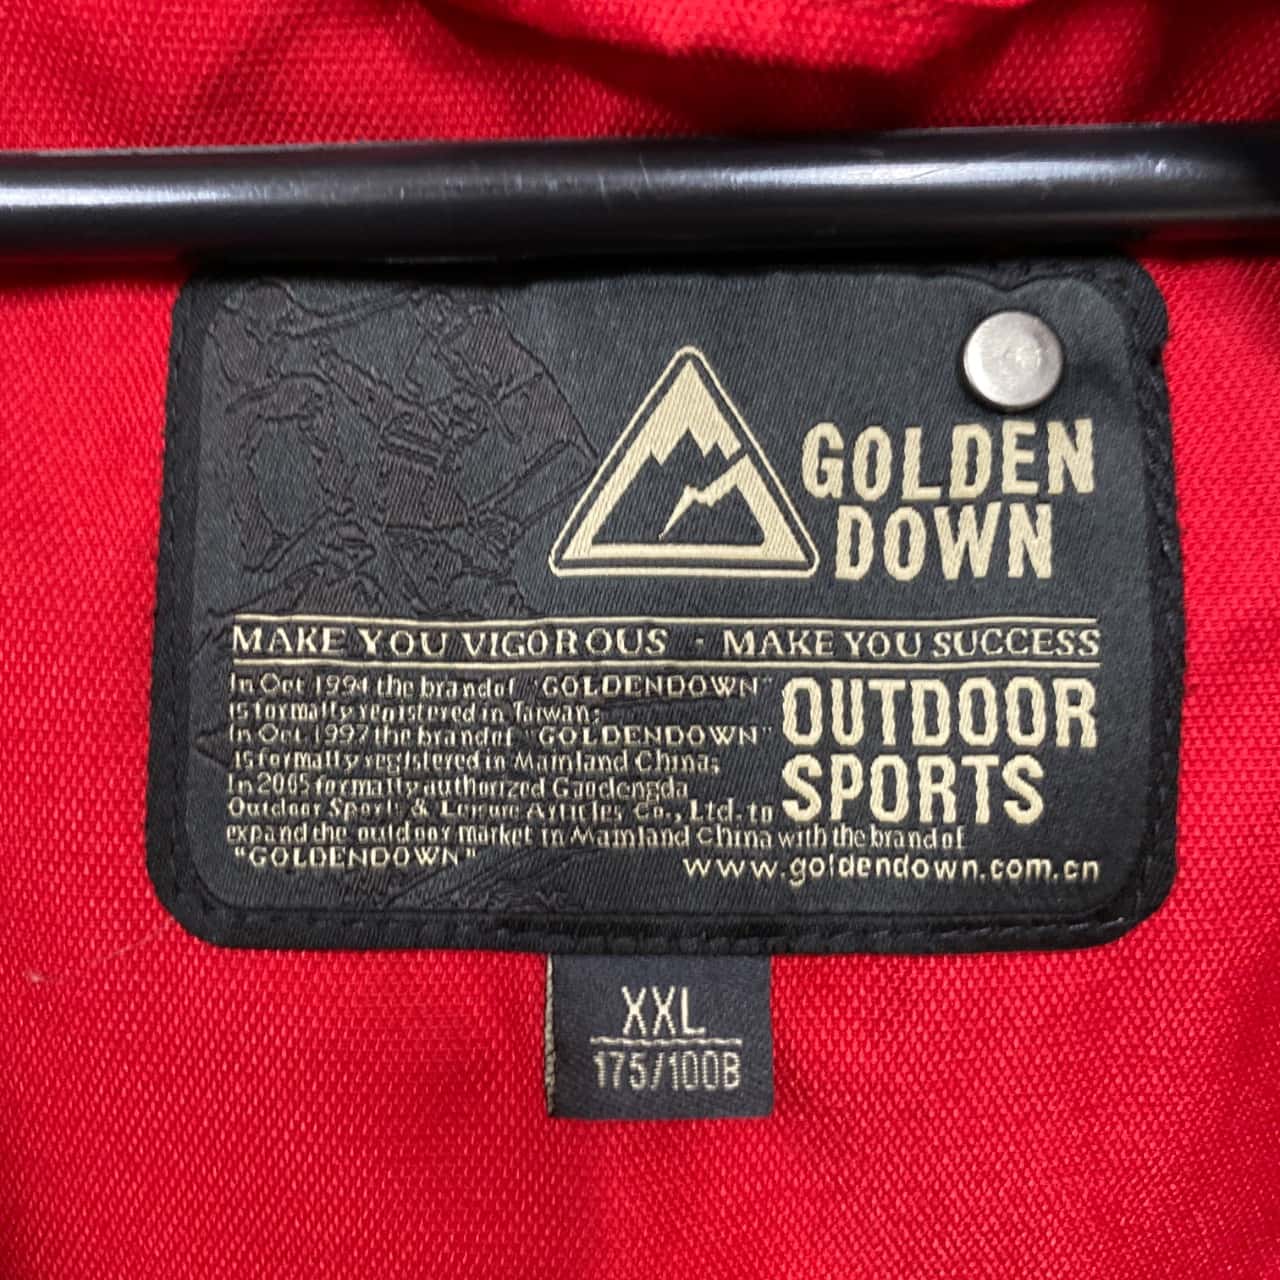 GOLDEN
DOWN
MAKE YOU VIGOROUS · MAKE YOU SUCCESS
In Oct 1994 the brand of "GOLDENDOWN"
is formally registered in Taiwan;
In Oct. 1997 the brand of "GOLDENDOWN"
is formally registered in Mainland China;
In 2005 formally authorized Gaodengda
Outdoor Sport & Leisure Articles Co., Ltd. to
expand the outdoor market in Mainland China with the brand of
"GOLDENDOWN"
OUTDOOR
SPORTS
www.goldendown.com.cn
XXL
175/100B